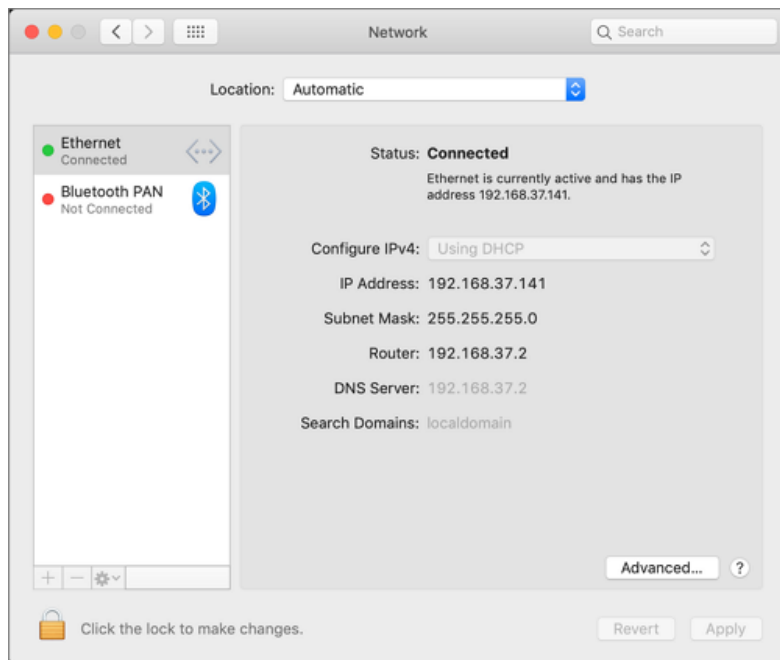 Network
Search
Location: Automatic
Ethernet
Connected
Bluetooth PAN
Not Connected
Status: Connected
Ethernet is currently active and has the IP
address 192.168.37.141.
Configure IPv4: Using DHCP
IP Address: 192.168.37.141
Subnet Mask: 255.255.255.0
Router: 192.168.37.2
DNS Server: 192.168.37.2
Search Domains: localdomain
Advanced... ?
Click the lock to make changes.
Revert Apply